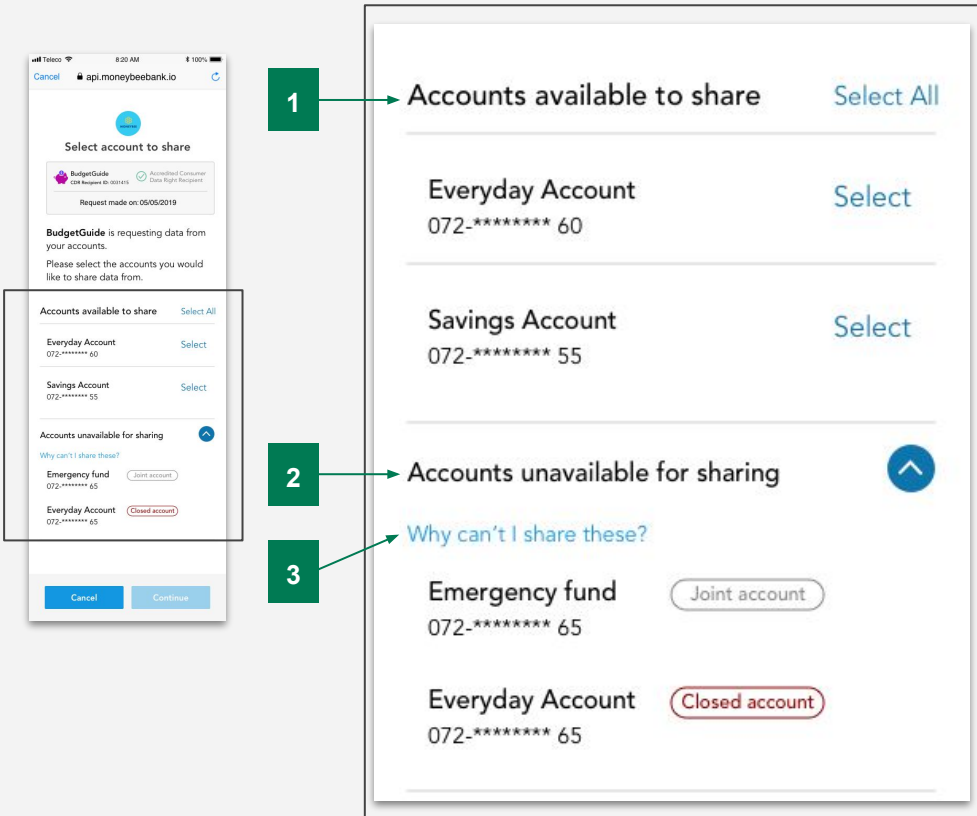 Teleco 8:20 AM 100%
Cancel api.moneybeebank.io
Select account to share
BudgetGuide
CDR Recipient ID: 0031415
Accredited Consumer
Data Right Recipient
Request made on: 05/05/2019
BudgetGuide is requesting data from
your accounts.
Please select the accounts you would
like to share data from.
Accounts available to share Select All
Everyday Account Select
072-******** 60
Savings Account Select
072-******** 55
Accounts unavailable for sharing
Why can't I share these?
Emergency fund Joint account
072-******** 65
Everyday Account Closed account
072-******** 65
Cancel Continue
1
2
3
Accounts available to share Select All
Everyday Account Select
072-******** 60
Savings Account Select
072-******** 55
Accounts unavailable for sharing
Why can't I share these?
Emergency fund Joint account
072-******** 65
Everyday Account Closed account
072-******** 65